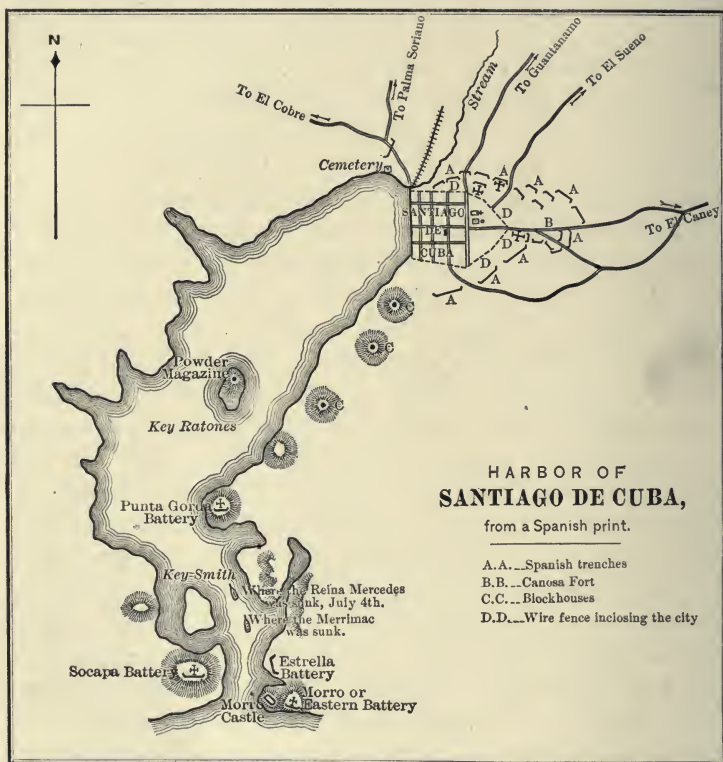 N
To El Cobre
To Palma Soriano
Stream
To Guantanamo
To El Sueno
Cemetery
A
A
A
A
D
D
SANTIAGO
DE
CUBA
B
A
D
D
A
A
To El Caney
C
C
C
Powder
Magazine
Key Ratones
Punta Gorda
Battery
Key Smith
Where the Reina Mercedes
was sunk, July 4th.
Where the Merrimac
was sunk.
Socapa Battery
Estrella
Battery
Morro
Castle
Morro or
Eastern Battery
HARBOR OF
SANTIAGO DE CUBA,
from a Spanish print.
A.A.__Spanish trenches
B.B.__Canosa Fort
C.C.__Blockhouses
D.D.__Wire fence inclosing the city